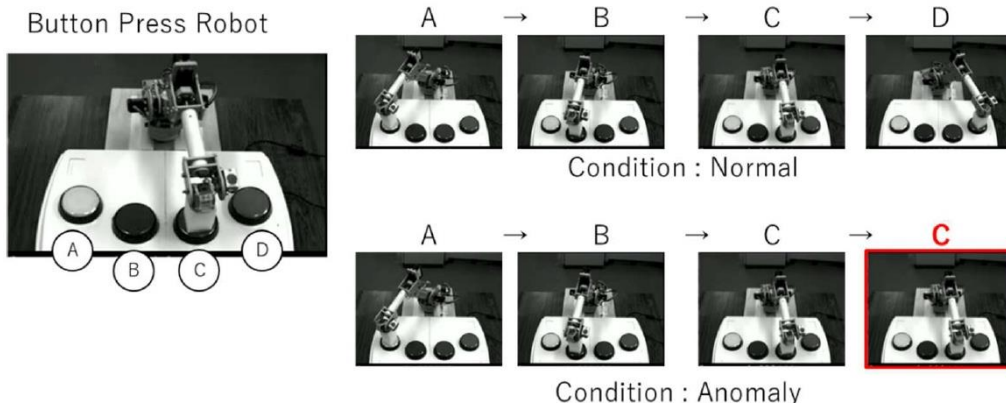 Button Press Robot
A → B → C → D
Condition : Normal
A → B → C → C
Condition : Anomaly
A
B
C
D